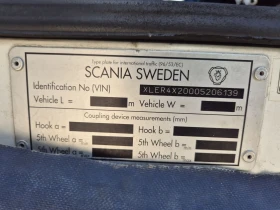 Type plate for international traffic (96/53/EC)
SCANIA SWEDEN
Identification No (VIN) XLER4X20005206139
Vehicle L = m Vehicle W = m
Coupling device measurements (mm)
Hook a = Hook b =
5th Wheel a min 5th Wheel b
5th Wheel a 5th Wheel b